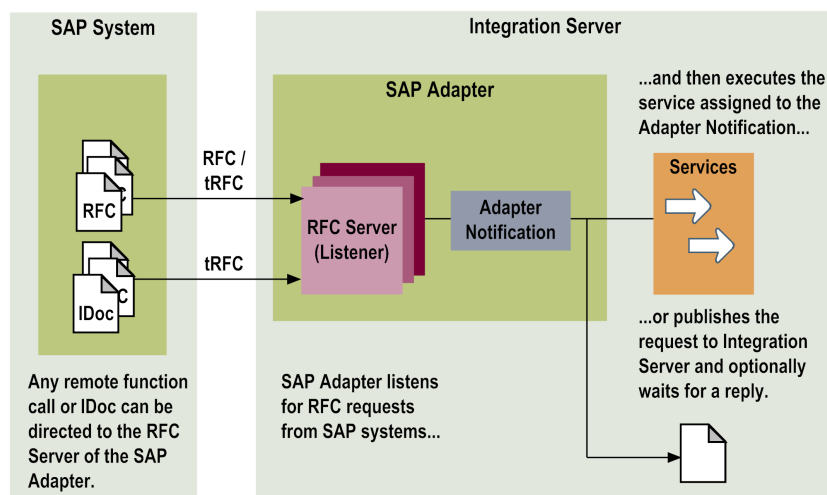 SAP System
Integration Server
SAP Adapter
...and then executes the
service assigned to the
Adapter Notification...
RFC /
tRFC
RFC
C
Services
RFC Server
(Listener)
Adapter
Notification
tRFC
IDoc
C
...or publishes the
request to Integration
Server and optionally
waits for a reply.
Any remote function
call or IDoc can be
directed to the RFC
Server of the SAP
Adapter.
SAP Adapter listens
for RFC requests
from SAP systems...